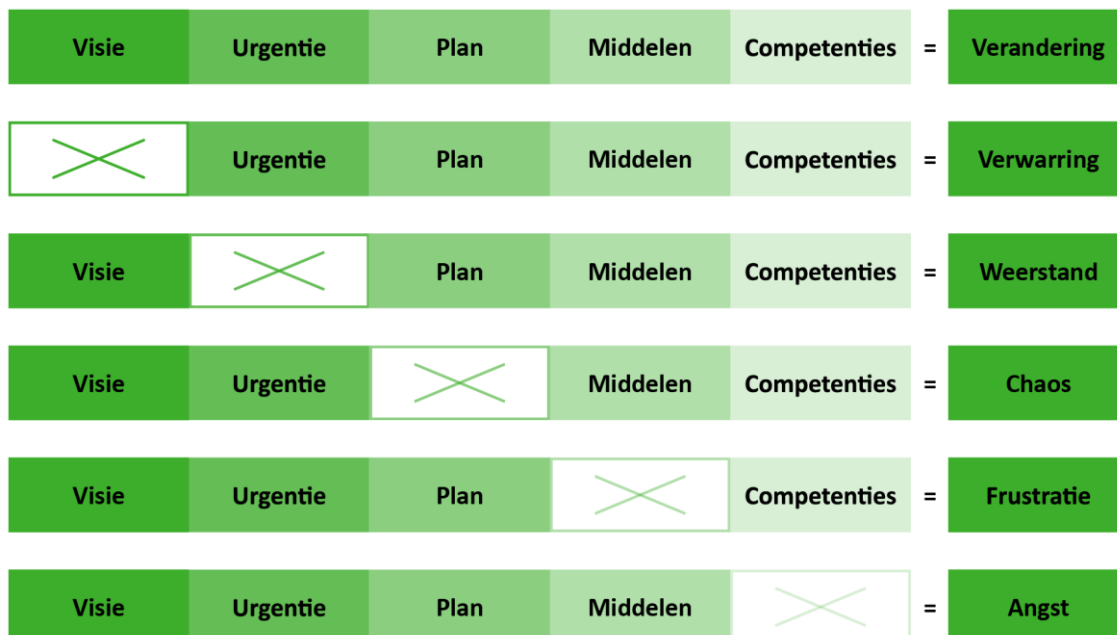 Visie Urgentie Plan Middelen Competenties = Verandering
Urgentie Plan Middelen Competenties = Verwarring
Visie Plan Middelen Competenties = Weerstand
Visie Urgentie Middelen Competenties = Chaos
Visie Urgentie Plan Competenties = Frustratie
Visie Urgentie Plan Middelen = Angst